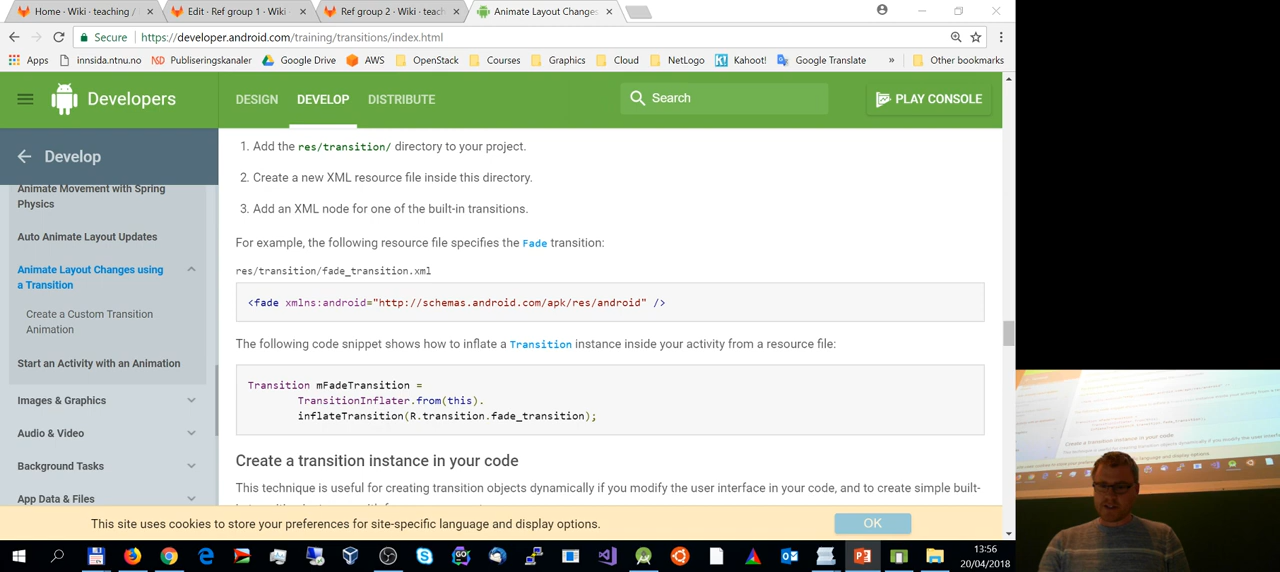 Home · Wiki · teaching /
Edit · Ref group 1 · Wiki ·
Ref group 2 · Wiki · teach
Animate Layout Changes
Secure
https://developer.android.com/training/transitions/index.html
Apps
innsida.ntnu.no
Publiseringskanaler
Google Drive
AWS
OpenStack
Courses
Graphics
Cloud
NetLogo
Kahoot!
Google Translate
»
Other bookmarks
Developers
DESIGN
DEVELOP
DISTRIBUTE
Search
PLAY CONSOLE
Develop
Animate Movement with Spring
Physics
Auto Animate Layout Updates
Animate Layout Changes using
a Transition
Create a Custom Transition
Animation
Start an Activity with an Animation
Images & Graphics
Audio & Video
Background Tasks
App Data & Files
1. Add the res/transition/ directory to your project.
2. Create a new XML resource file inside this directory.
3. Add an XML node for one of the built-in transitions.
For example, the following resource file specifies the Fade transition:
res/transition/fade_transition.xml
<fade xmlns:android="http://schemas.android.com/apk/res/android" />
The following code snippet shows how to inflate a Transition instance inside your activity from a resource file:
Transition mFadeTransition =
TransitionInflater.from(this).
inflateTransition(R.transition.fade_transition);
Create a transition instance in your code
This technique is useful for creating transition objects dynamically if you modify the user interface in your code, and to create simple built-
This site uses cookies to store your preferences for site-specific language and display options.
OK
13:56
20/04/2018
Create a transition instance in your code